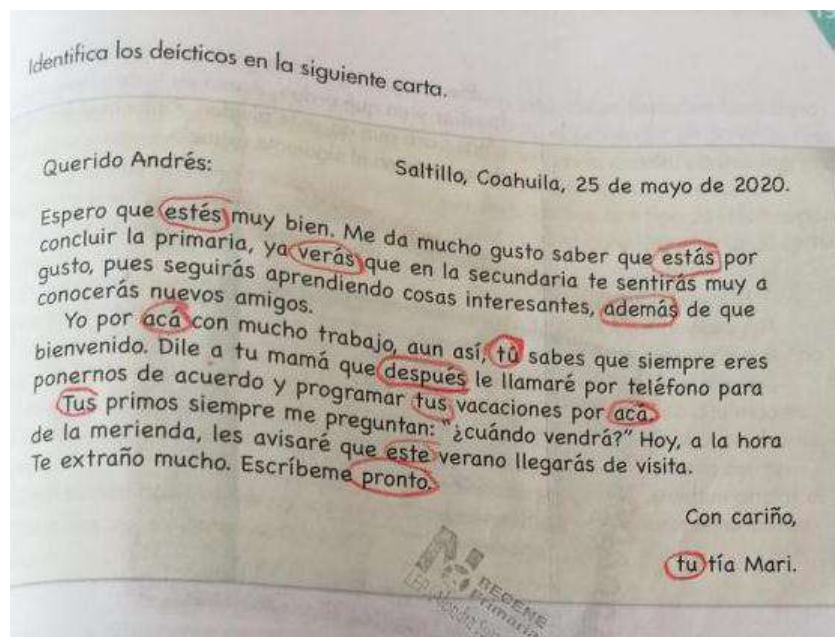 Identifica los deícticos en la siguiente carta.
Querido Andrés:
Saltillo, Coahuila, 25 de mayo de 2020.
Espero que estés muy bien. Me da mucho gusto saber que estás por
concluir la primaria, ya verás que en la secundaria te sentirás muy a
gusto, pues seguirás aprendiendo cosas interesantes, además de que
conocerás nuevos amigos.
Yo por acá con mucho trabajo, aun así, tú sabes que siempre eres
bienvenido. Dile a tu mamá que después le llamaré por teléfono para
ponernos de acuerdo y programar tus vacaciones por acá.
Tus primos siempre me preguntan: "¿cuándo vendrá?" Hoy, a la hora
de la merienda, les avisaré que este verano llegarás de visita.
Te extraño mucho. Escríbeme pronto.
Con cariño,
tu tía Mari.
REDEME
Primaria